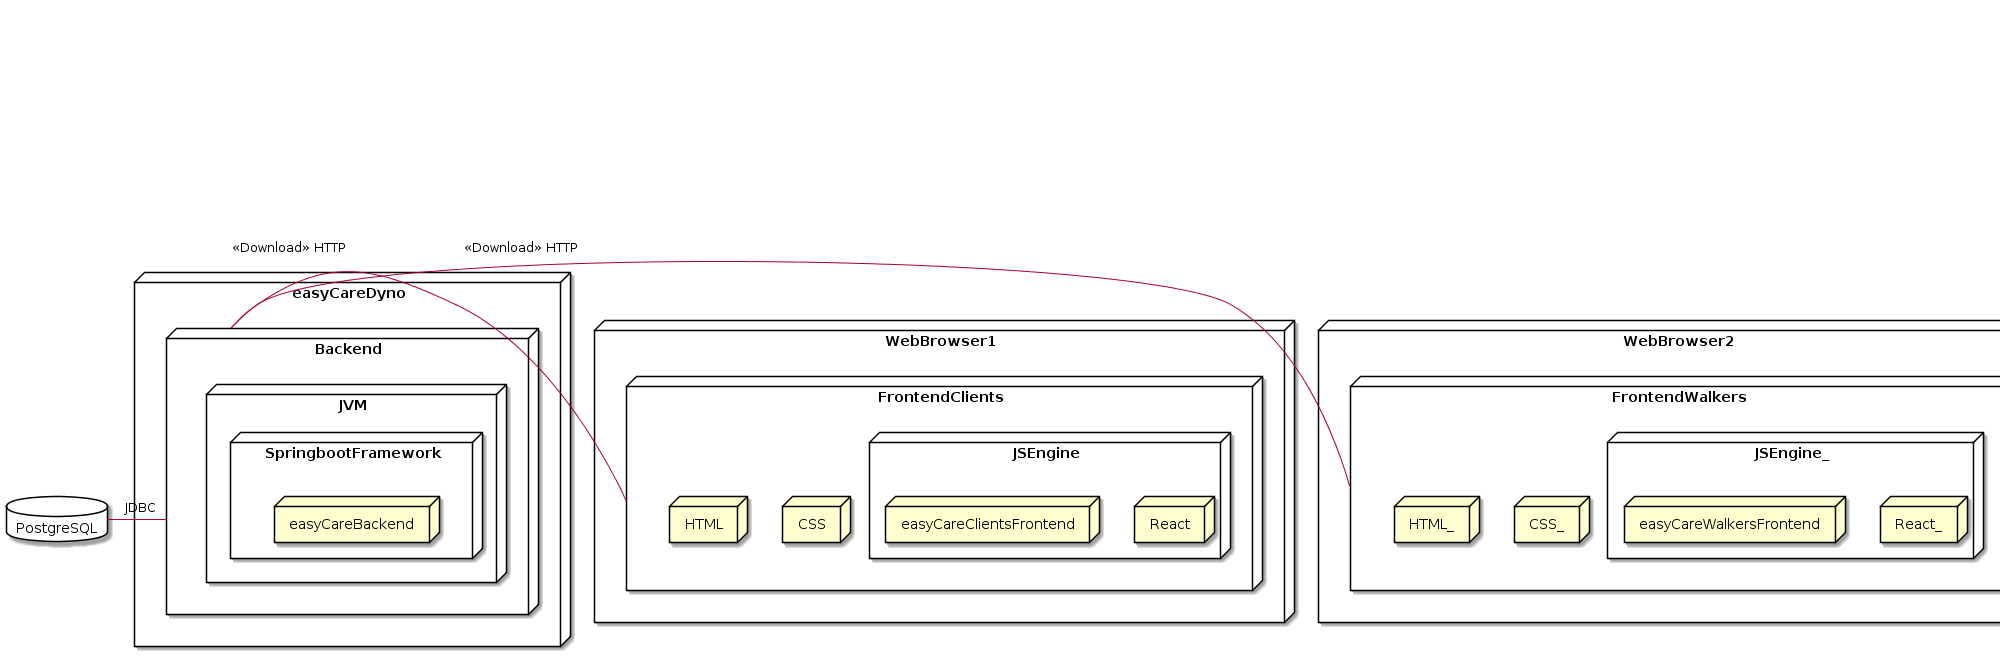 «Download» HTTP
«Download» HTTP
easyCareDyno
WebBrowser1
WebBrowser2
Backend
FrontendClients
FrontendWalkers
JVM
SpringbootFramework
JSEngine
JSEngine_
JDBC
PostgreSQL
easyCareBackend
HTML
CSS
easyCareClientsFrontend
React
HTML_
CSS_
easyCareWalkersFrontend
React_